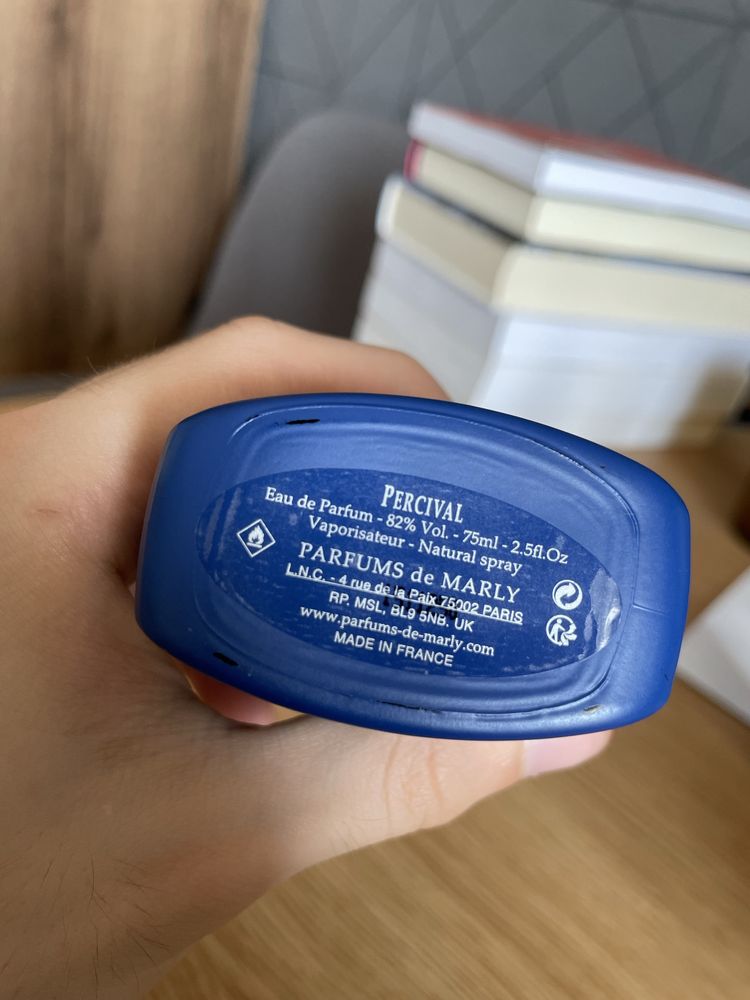 PERCIVAL
Eau de Parfum - 82% Vol. - 75ml - 2.5fl.Oz
Vaporisateur - Natural spray
PARFUMS de MARLY
L.N.C. - 4 rue de la Paix 75002 PARIS
RP. MSL, BL9 5NB. UK
www.parfums-de-marly.com
MADE IN FRANCE